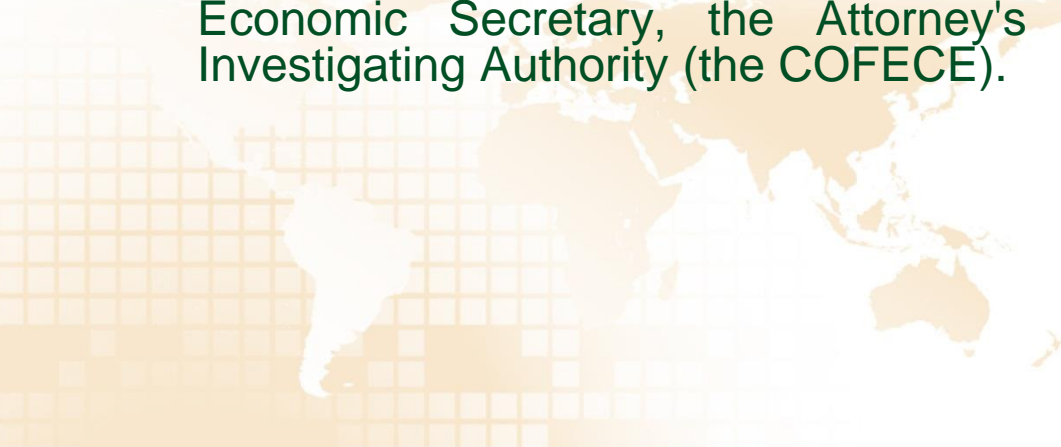 Economic Secretary, the Attorney's
Investigating Authority (the COFECE).